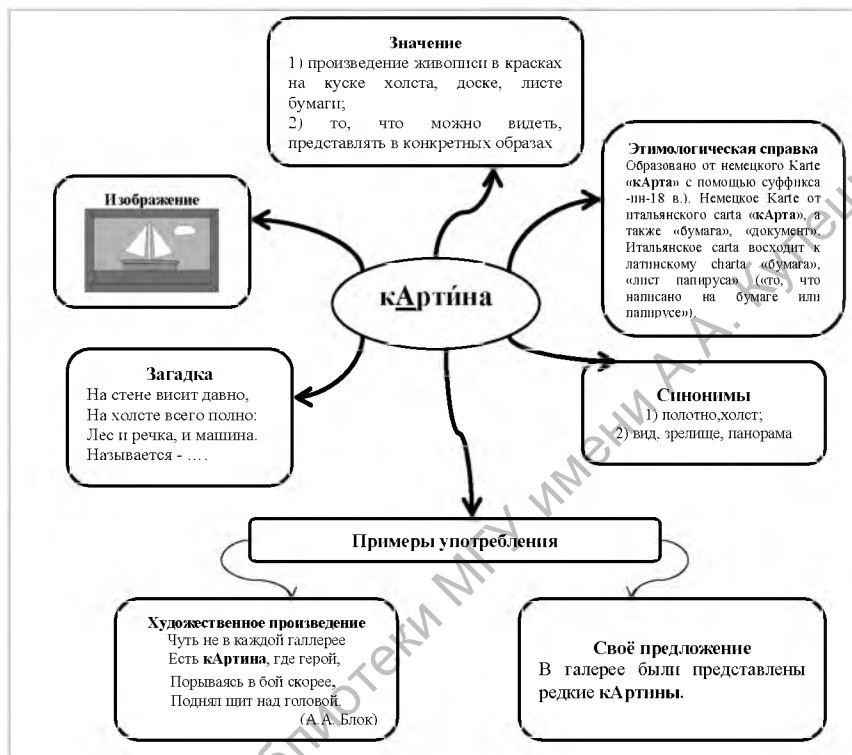 Значение
1) произведение живописи в красках
на куске холста, доске, листе
бумаги;
2) то, что можно видеть,
представлять в конкретных образах
Этимологическая справка
Образовано от немецкого Karte
«кАрта» с помощью суффикса
-ин-18 в.). Немецкое Karte от
итальянского carta «кАрта», а
также «бумага», «документ».
Итальянское carta восходит к
латинскому charta «бумага»,
«лист папируса» («то, что
написано на бумаге или
папирусе»).
Изображение
кАрти́на
Загадка
На стене висит давно,
На холсте всего полно:
Лес и речка, и машина.
Называется - ….
Синонимы
1) полотно,холст;
2) вид, зрелище, панорама
Примеры употребления
Художественное произведение
Чуть не в каждой галлерее
Есть кАртина, где герой,
Порываясь в бой скорее,
Поднял щит над головой.
(А.А. Блок)
Своё предложение
В галерее были представлены
редкие кАртины.
МГУ имени А.А.